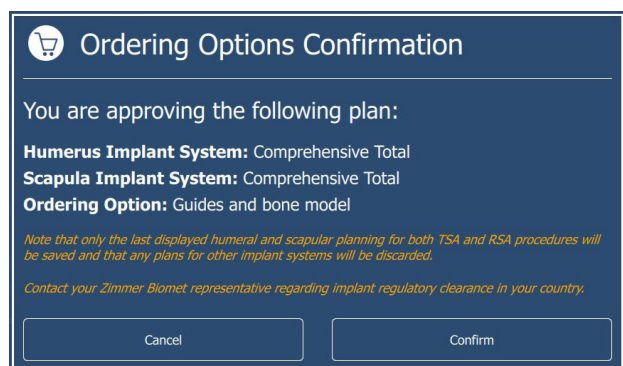 Ordering Options Confirmation
You are approving the following plan:
Humerus Implant System: Comprehensive Total
Scapula Implant System: Comprehensive Total
Ordering Option: Guides and bone model
Note that only the last displayed humeral and scapular planning for both TSA and RSA procedures will
be saved and that any plans for other implant systems will be discarded.
Contact your Zimmer Biomet representative regarding implant regulatory clearance in your country.
Cancel Confirm